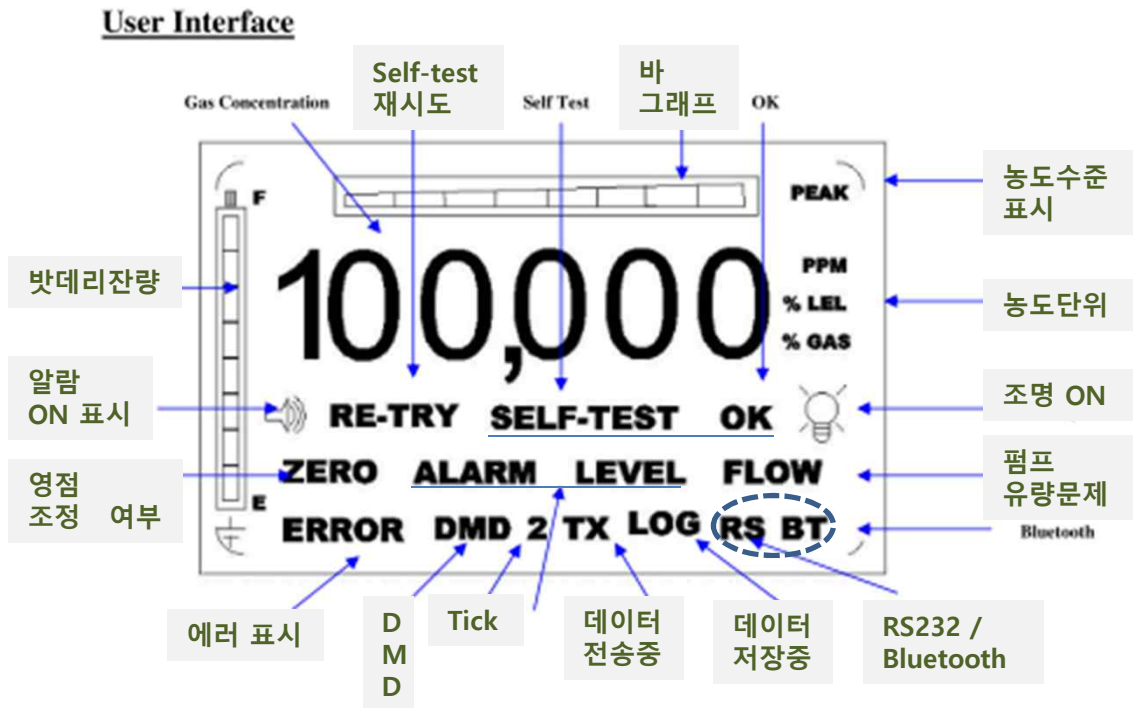 User Interface
Self-test
재시도
바
그래프
Gas Concentration
Self Test
OK
농도수준
표시
F
PEAK
밧데리잔량
100,000
PPM
% LEL
% GAS
농도단위
알람
ON 표시
RE-TRY SELF-TEST OK
조명 ON
영점
조정 여부
ZERO ALARM LEVEL FLOW
펌프
유량문제
E
ERROR DMD 2 TX LOG RS BT
Bluetooth
에러 표시
D
M
D
Tick
데이터
전송중
데이터
저장중
RS232 /
Bluetooth